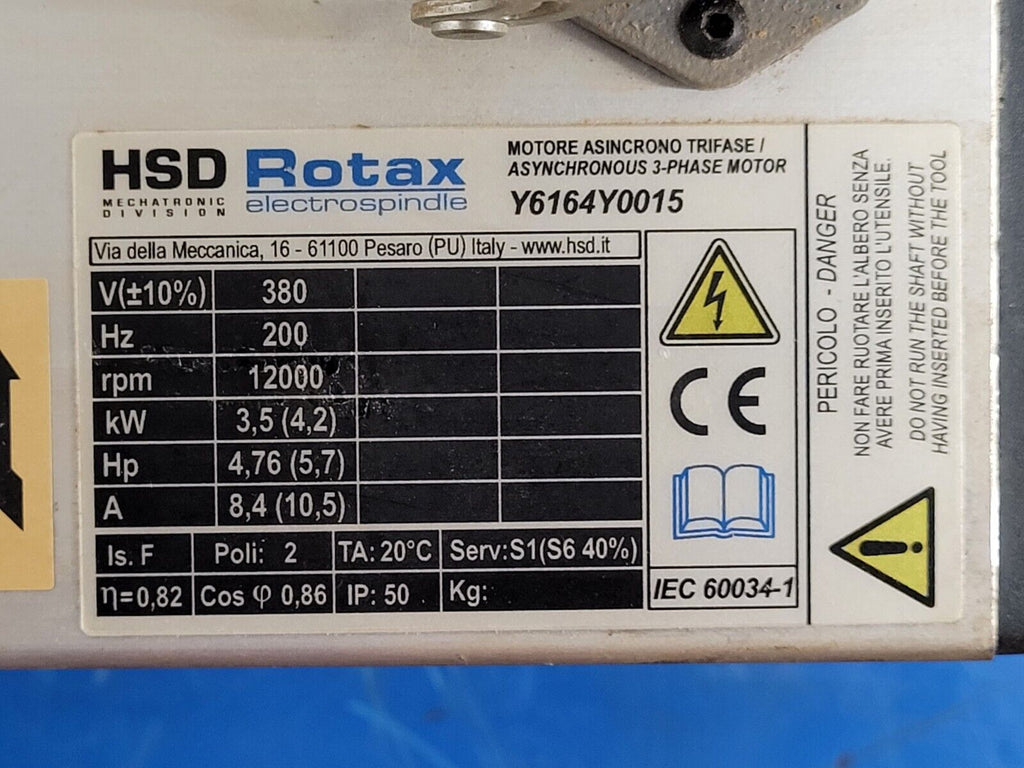 HSD Rotax
MECHATRONIC
DIVISION
electrospindle
MOTORE ASINCRONO TRIFASE /
ASYNCHRONOUS 3-PHASE MOTOR
Y6164Y0015
Via della Meccanica, 16 - 61100 Pesaro (PU) Italy - www.hsd.it
V(±10%) 380
Hz 200
rpm 12000
kW 3,5 (4,2)
Hp 4,76 (5,7)
A 8,4 (10,5)
Is. F Poli: 2 TA: 20°C Serv: S1(S6 40%)
η=0,82 Cos φ 0,86 IP: 50 Kg:
CE
IEC 60034-1
PERICOLO - DANGER
NON FARE RUOTARE L'ALBERO SENZA
AVERE PRIMA INSERITO L'UTENSILE.
DO NOT RUN THE SHAFT WITHOUT
HAVING INSERTED BEFORE THE TOOL